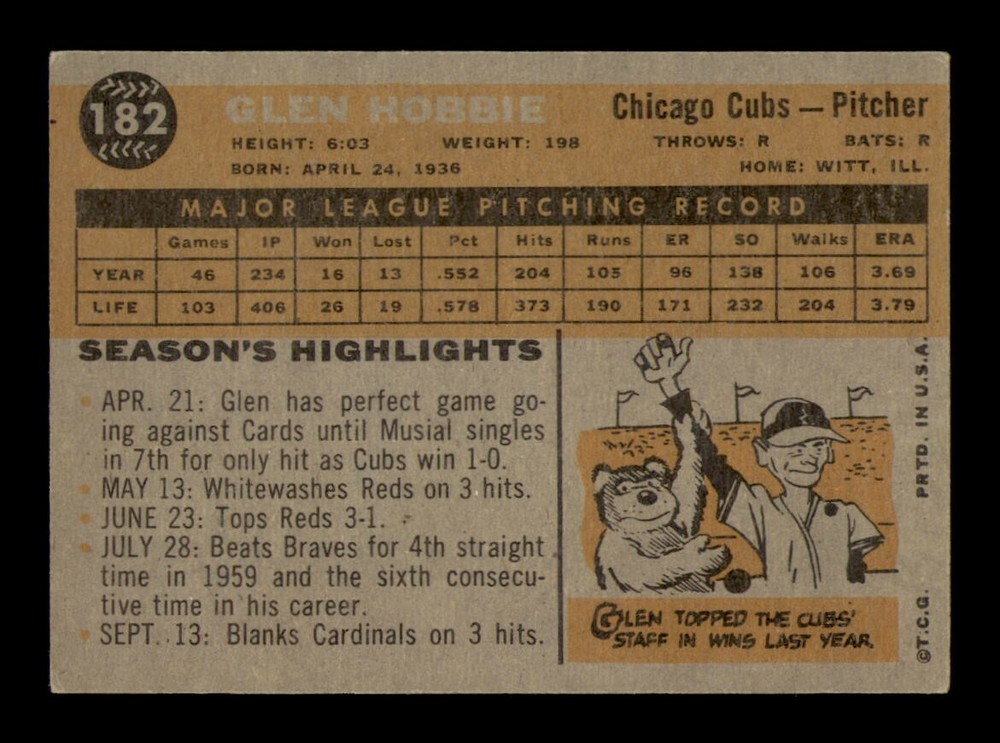 182
GLEN HOBBIE
Chicago Cubs — Pitcher
HEIGHT: 6:03 WEIGHT: 198 THROWS: R BATS: R
BORN: APRIL 24, 1936 HOME: WITT, ILL.
MAJOR LEAGUE PITCHING RECORD
Games IP Won Lost Pct Hits Runs ER SO Walks ERA
YEAR 46 234 16 13 .552 204 105 96 138 106 3.69
LIFE 103 406 26 19 .578 373 190 171 232 204 3.79
SEASON'S HIGHLIGHTS
• APR. 21: Glen has perfect game go-
ing against Cards until Musial singles
in 7th for only hit as Cubs win 1-0.
• MAY 13: Whitewashes Reds on 3 hits.
• JUNE 23: Tops Reds 3-1.
• JULY 28: Beats Braves for 4th straight
time in 1959 and the sixth consecu-
tive time in his career.
• SEPT. 13: Blanks Cardinals on 3 hits.
GLEN TOPPED THE CUBS'
STAFF IN WINS LAST YEAR.
©T.C.G. PRTD. IN U.S.A.